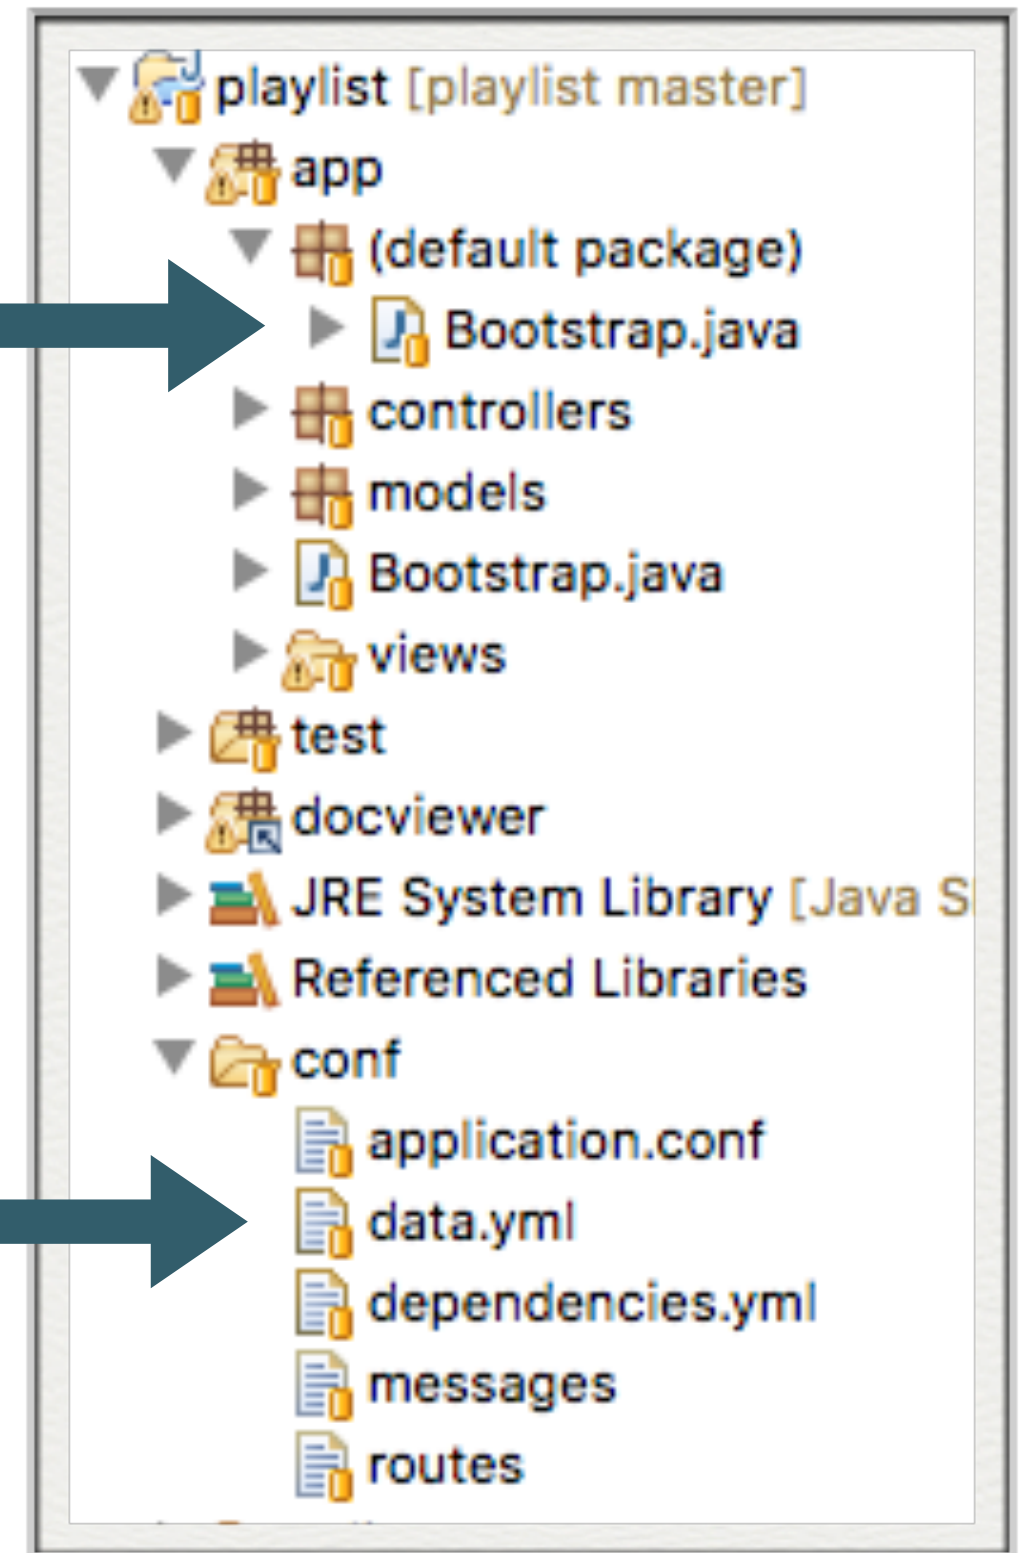 playlist [playlist master]
app
(default package)
Bootstrap.java
controllers
models
Bootstrap.java
views
test
docviewer
JRE System Library [Java S
Referenced Libraries
conf
application.conf
data.yml
dependencies.yml
messages
routes